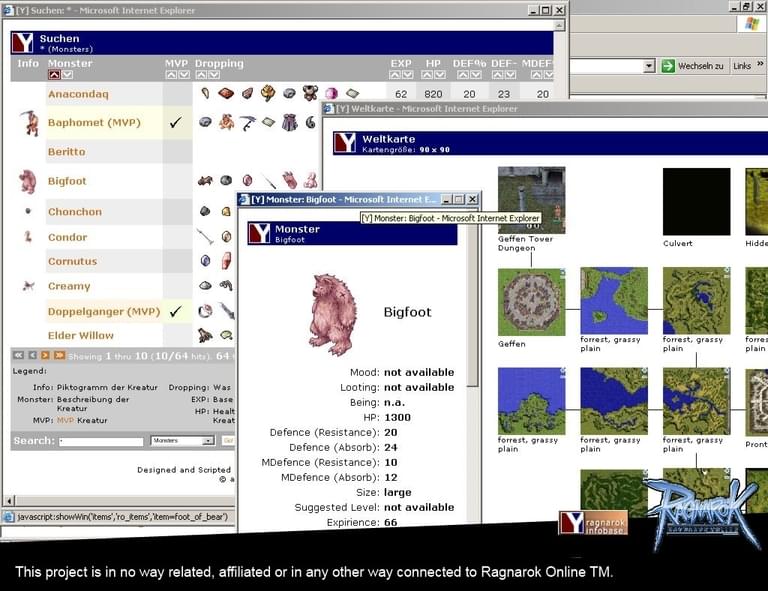 [Y] Suchen: * - Microsoft Internet Explorer
Suchen
* (Monsters)
Info Monster MVP Dropping EXP HP DEF% DEF- MDEF%
Anacondaq 62 820 20 23 20
Baphomet (MVP)
Beritto
Bigfoot
Chonchon
Condor
Cornutus
Creamy
Doppelganger (MVP)
Elder Willow
Showing 1 thru 10 (10/64 hits). 64
Legend:
Info: Piktogramm der Kreatur Dropping: Was
Monster: Beschreibung der Kreatur EXP: Base
HP: Healt
MVP: MVP Kreatur Kreat
Search: * Monsters Go!
Designed and Scripted
© a
javascript:showWin('items','ro_items','item=foot_of_bear')
Wechseln zu Links »
[Y] Weltkarte - Microsoft Internet Explorer
Weltkarte
Kartengröße: 90 x 90
Geffen Tower Dungeon
Culvert
Hidde
Geffen
forrest, grassy plain
forrest, grassy plain
forres
plain
forrest, grassy plain
forrest, grassy plain
forrest, grassy plain
Pront
[Y] Monster: Bigfoot - Microsoft Internet E...
[Y] Monster: Bigfoot - Microsoft Internet Explorer
Monster
Bigfoot
Bigfoot
Mood: not available
Looting: not available
Being: n.a.
HP: 1300
Defence (Resistance): 20
Defence (Absorb): 24
MDefence (Resistance): 10
MDefence (Absorb): 12
Size: large
Suggested Level: not available
Expirience: 66
Y ragnarok infobase.
RAGNAROK
This project is in no way related, affiliated or in any other way connected to Ragnarok Online TM.